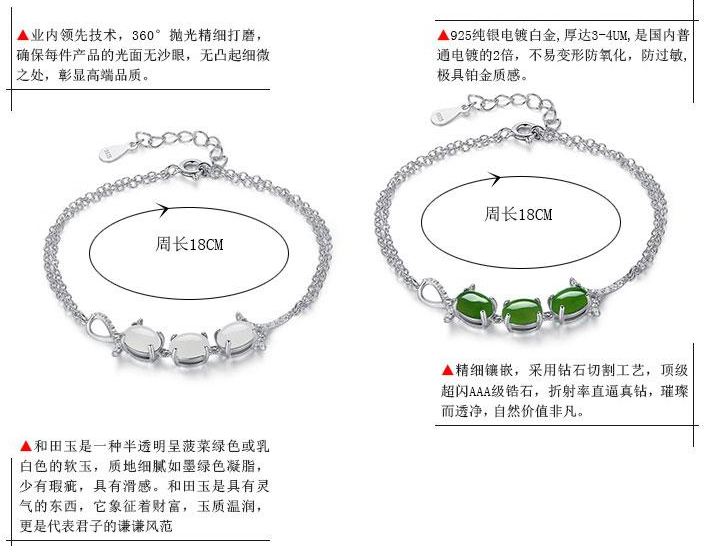 ▲业内领先技术，360°抛光精细打磨，
确保每件产品的光面无沙眼，无凸起细微
之处，彰显高端品质。
▲925纯银电镀白金,厚达3-4UM,是国内普
通电镀的2倍，不易变形防氧化，防过敏,
极具铂金质感。
周长18CM
周长18CM
▲精细镶嵌，采用钻石切割工艺，顶级
超闪AAA级锆石，折射率直逼真钻，璀璨
而透净,自然价值非凡。
▲和田玉是一种半透明呈菠菜绿色或乳
白色的软玉，质地细腻如墨绿色凝脂，
少有瑕疵，具有滑感。和田玉是具有灵
气的东西，它象征着财富，玉质温润，
更是代表君子的谦谦风范